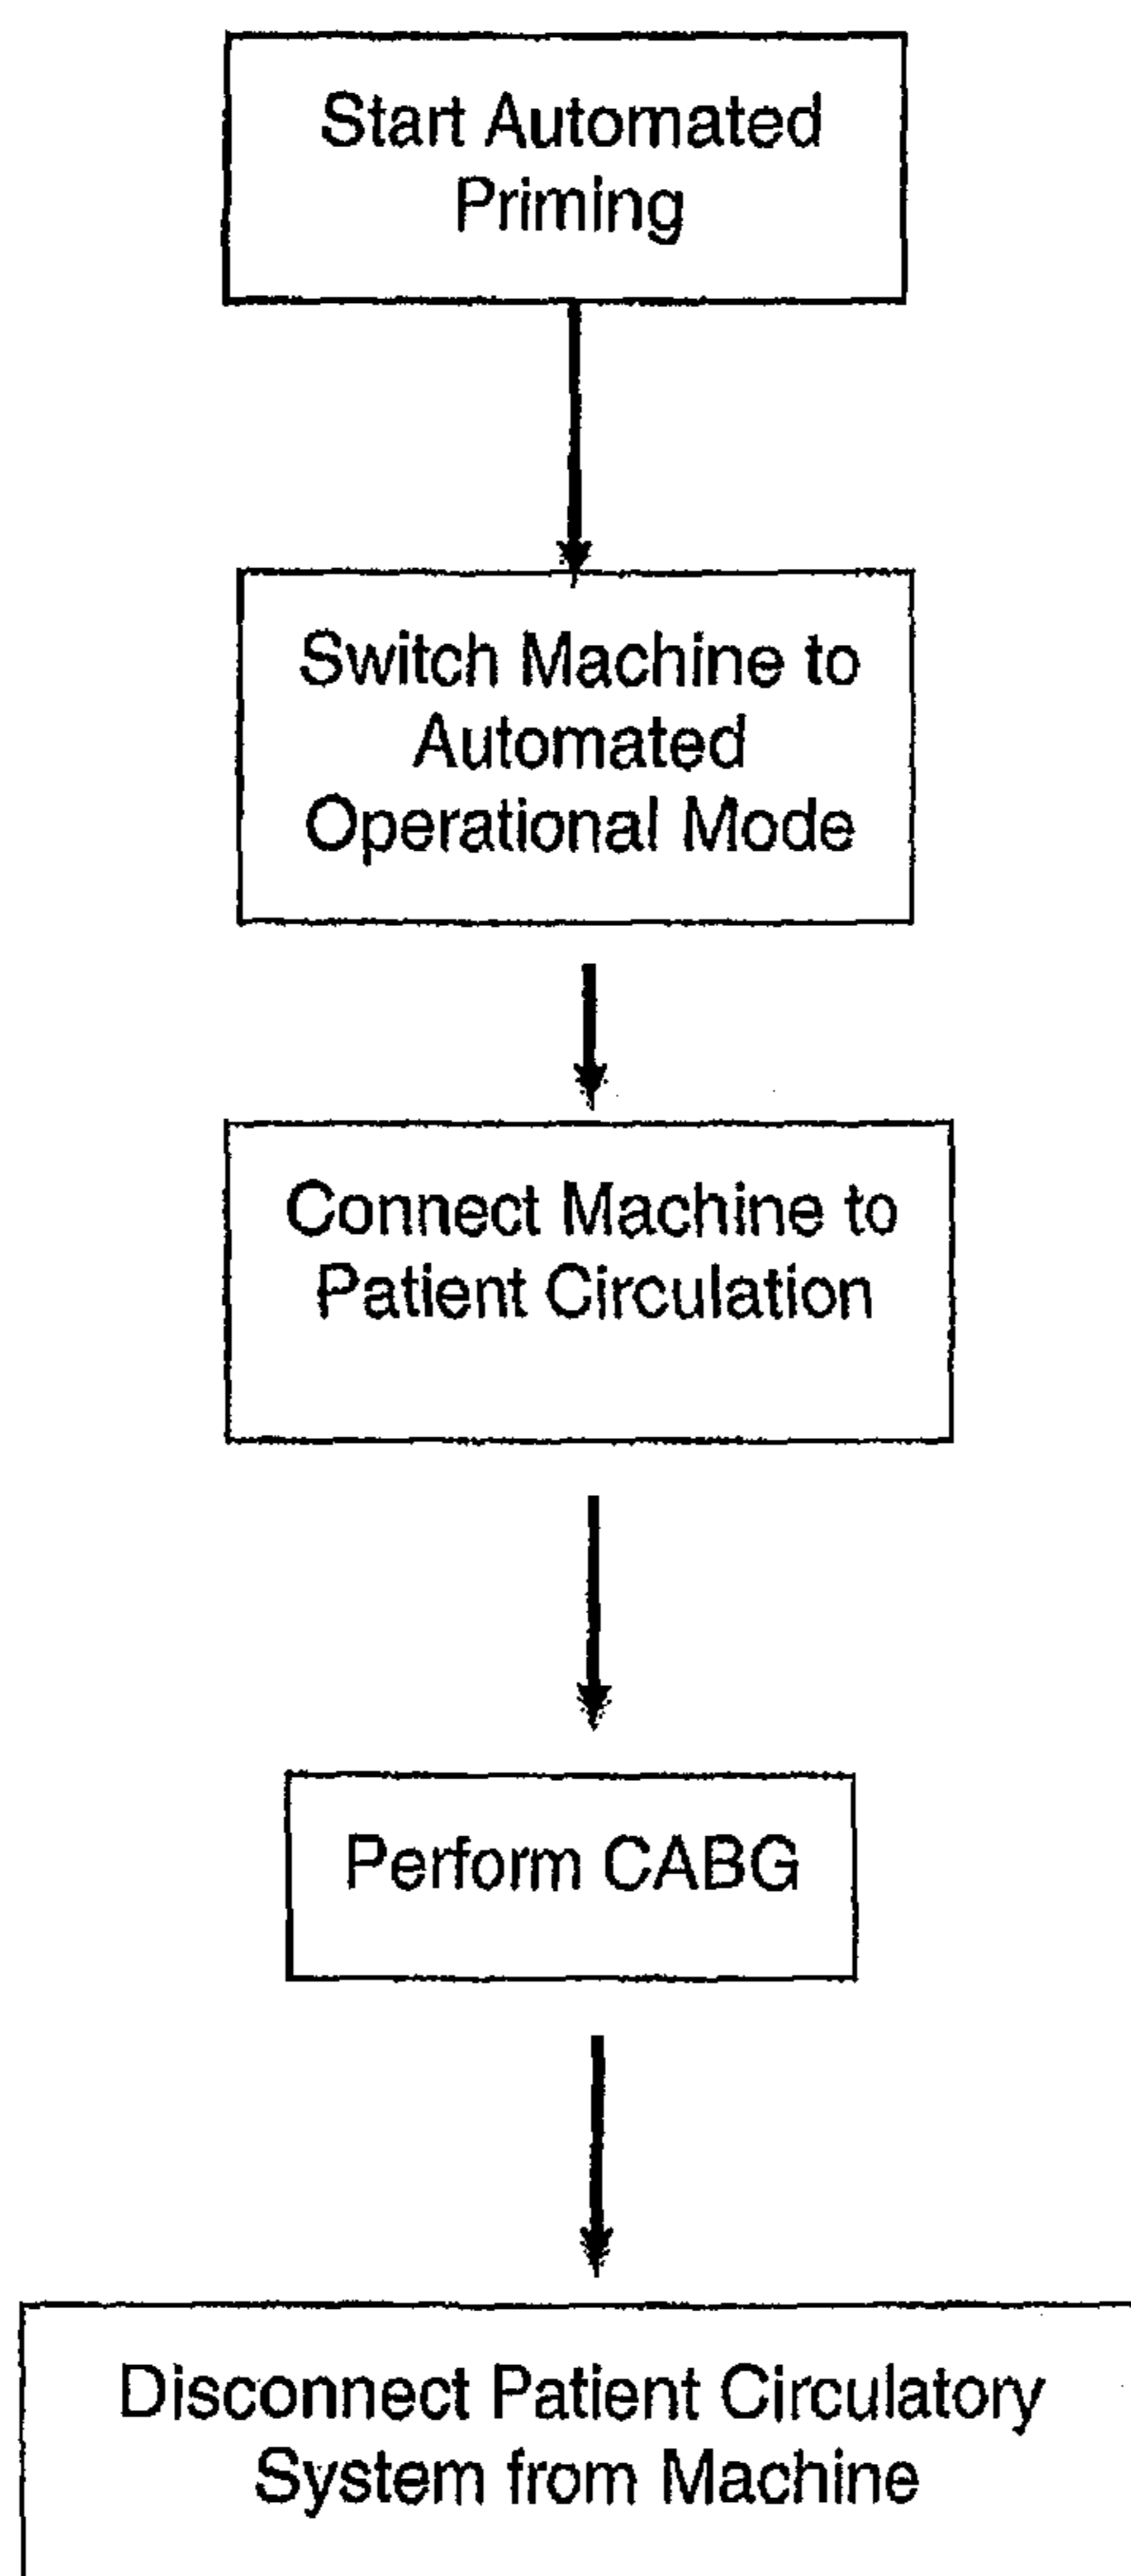 Start Automated
Priming
Switch Machine to
Automated
Operational Mode
Connect Machine to
Patient Circulation
Perform CABG
Disconnect Patient Circulatory
System from Machine